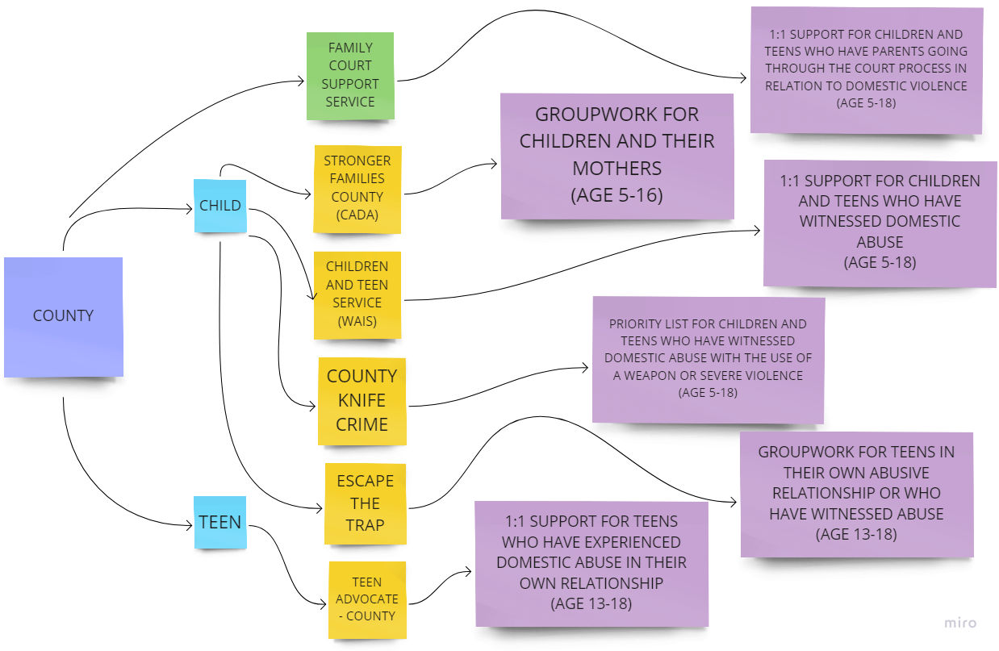 FAMILY
COURT
SUPPORT
SERVICE
1:1 SUPPORT FOR CHILDREN AND
TEENS WHO HAVE PARENTS GOING
THROUGH THE COURT PROCESS IN
RELATION TO DOMESTIC VIOLENCE
(AGE 5-18)
GROUPWORK FOR
CHILDREN AND THEIR
MOTHERS
(AGE 5-16)
STRONGER
FAMILIES
COUNTY
(CADA)
CHILD
1:1 SUPPORT FOR CHILDREN
AND TEENS WHO HAVE
WITNESSED DOMESTIC
ABUSE
(AGE 5-18)
CHILDREN
AND TEEN
SERVICE
(WAIS)
COUNTY
PRIORITY LIST FOR CHILDREN AND
TEENS WHO HAVE WITNESSED
DOMESTIC ABUSE WITH THE USE OF
A WEAPON OR SEVERE VIOLENCE
(AGE 5-18)
COUNTY
KNIFE
CRIME
GROUPWORK FOR TEENS IN
THEIR OWN ABUSIVE
RELATIONSHIP OR WHO
HAVE WITNESSED ABUSE
(AGE 13-18)
ESCAPE
THE
TRAP
TEEN
1:1 SUPPORT FOR TEENS
WHO HAVE EXPERIENCED
DOMESTIC ABUSE IN THEIR
OWN RELATIONSHIP
(AGE 13-18)
TEEN
ADVOCATE
- COUNTY
miro